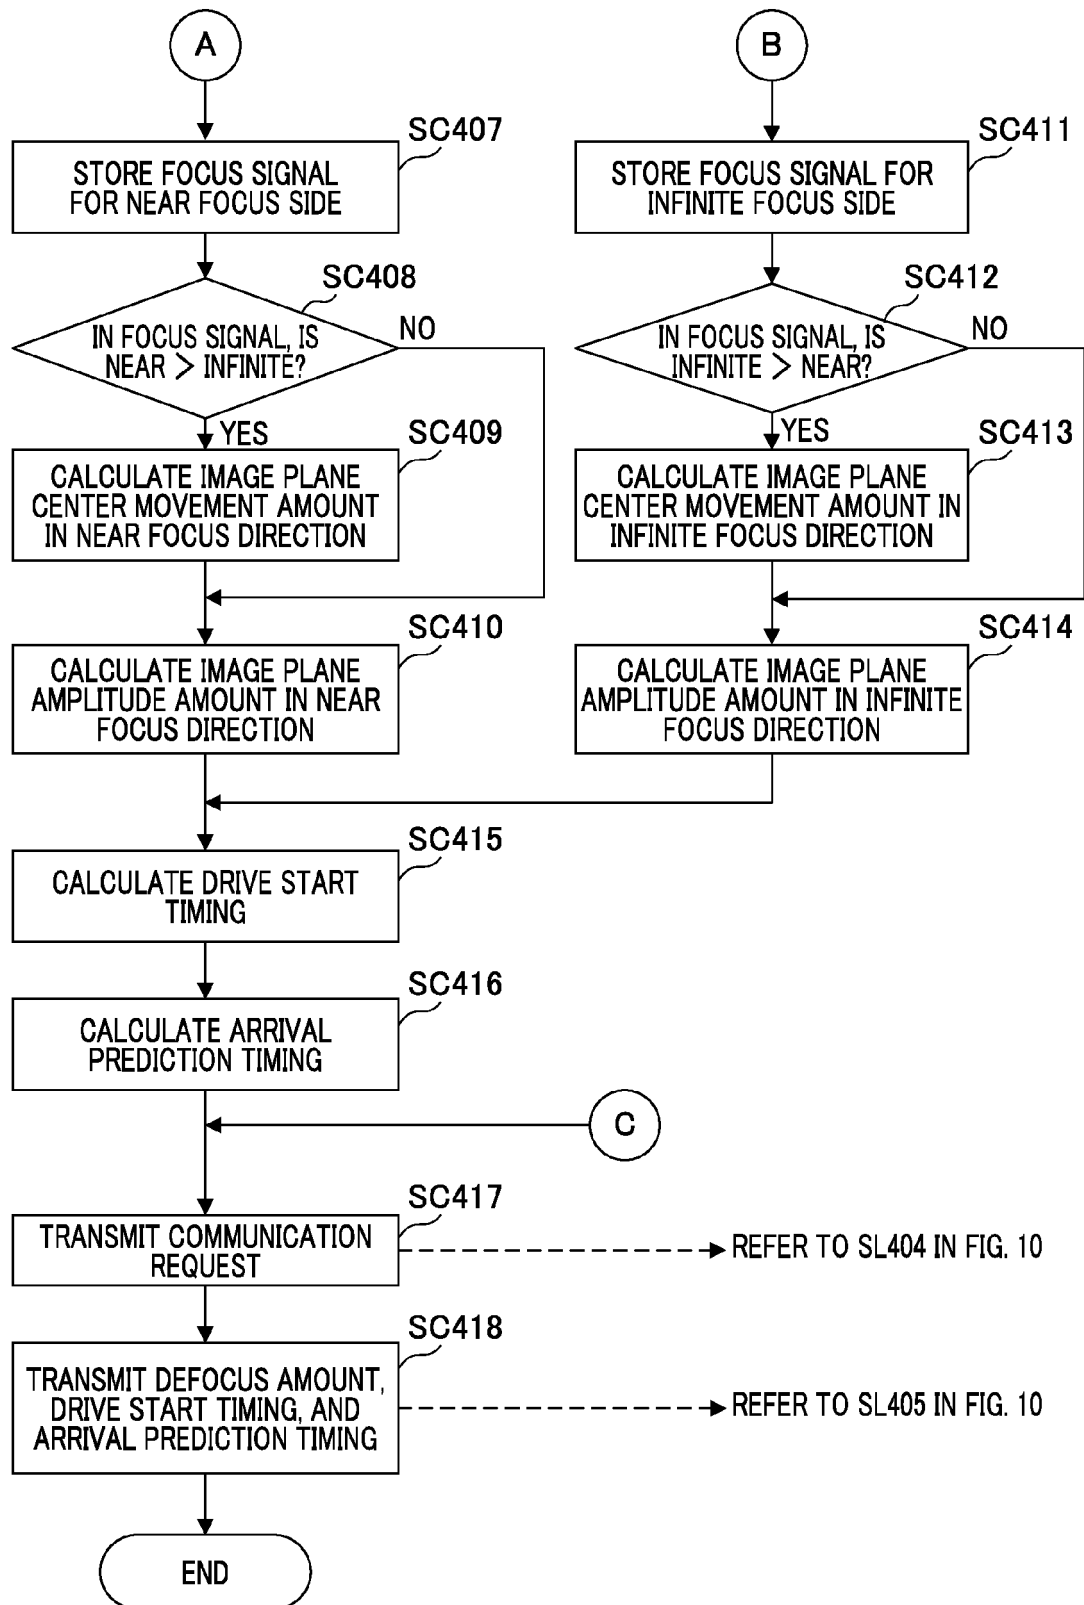 A
SC407
STORE FOCUS SIGNAL
FOR NEAR FOCUS SIDE
SC408
IN FOCUS SIGNAL, IS
NEAR > INFINITE?
NO
YES
SC409
CALCULATE IMAGE PLANE
CENTER MOVEMENT AMOUNT
IN NEAR FOCUS DIRECTION
SC410
CALCULATE IMAGE PLANE
AMPLITUDE AMOUNT IN NEAR
FOCUS DIRECTION
B
SC411
STORE FOCUS SIGNAL FOR
INFINITE FOCUS SIDE
SC412
IN FOCUS SIGNAL, IS
INFINITE > NEAR?
NO
YES
SC413
CALCULATE IMAGE PLANE
CENTER MOVEMENT AMOUNT IN
INFINITE FOCUS DIRECTION
SC414
CALCULATE IMAGE PLANE
AMPLITUDE AMOUNT IN INFINITE
FOCUS DIRECTION
SC415
CALCULATE DRIVE START
TIMING
SC416
CALCULATE ARRIVAL
PREDICTION TIMING
C
SC417
TRANSMIT COMMUNICATION
REQUEST
REFER TO SL404 IN FIG. 10
SC418
TRANSMIT DEFOCUS AMOUNT,
DRIVE START TIMING, AND
ARRIVAL PREDICTION TIMING
REFER TO SL405 IN FIG. 10
END